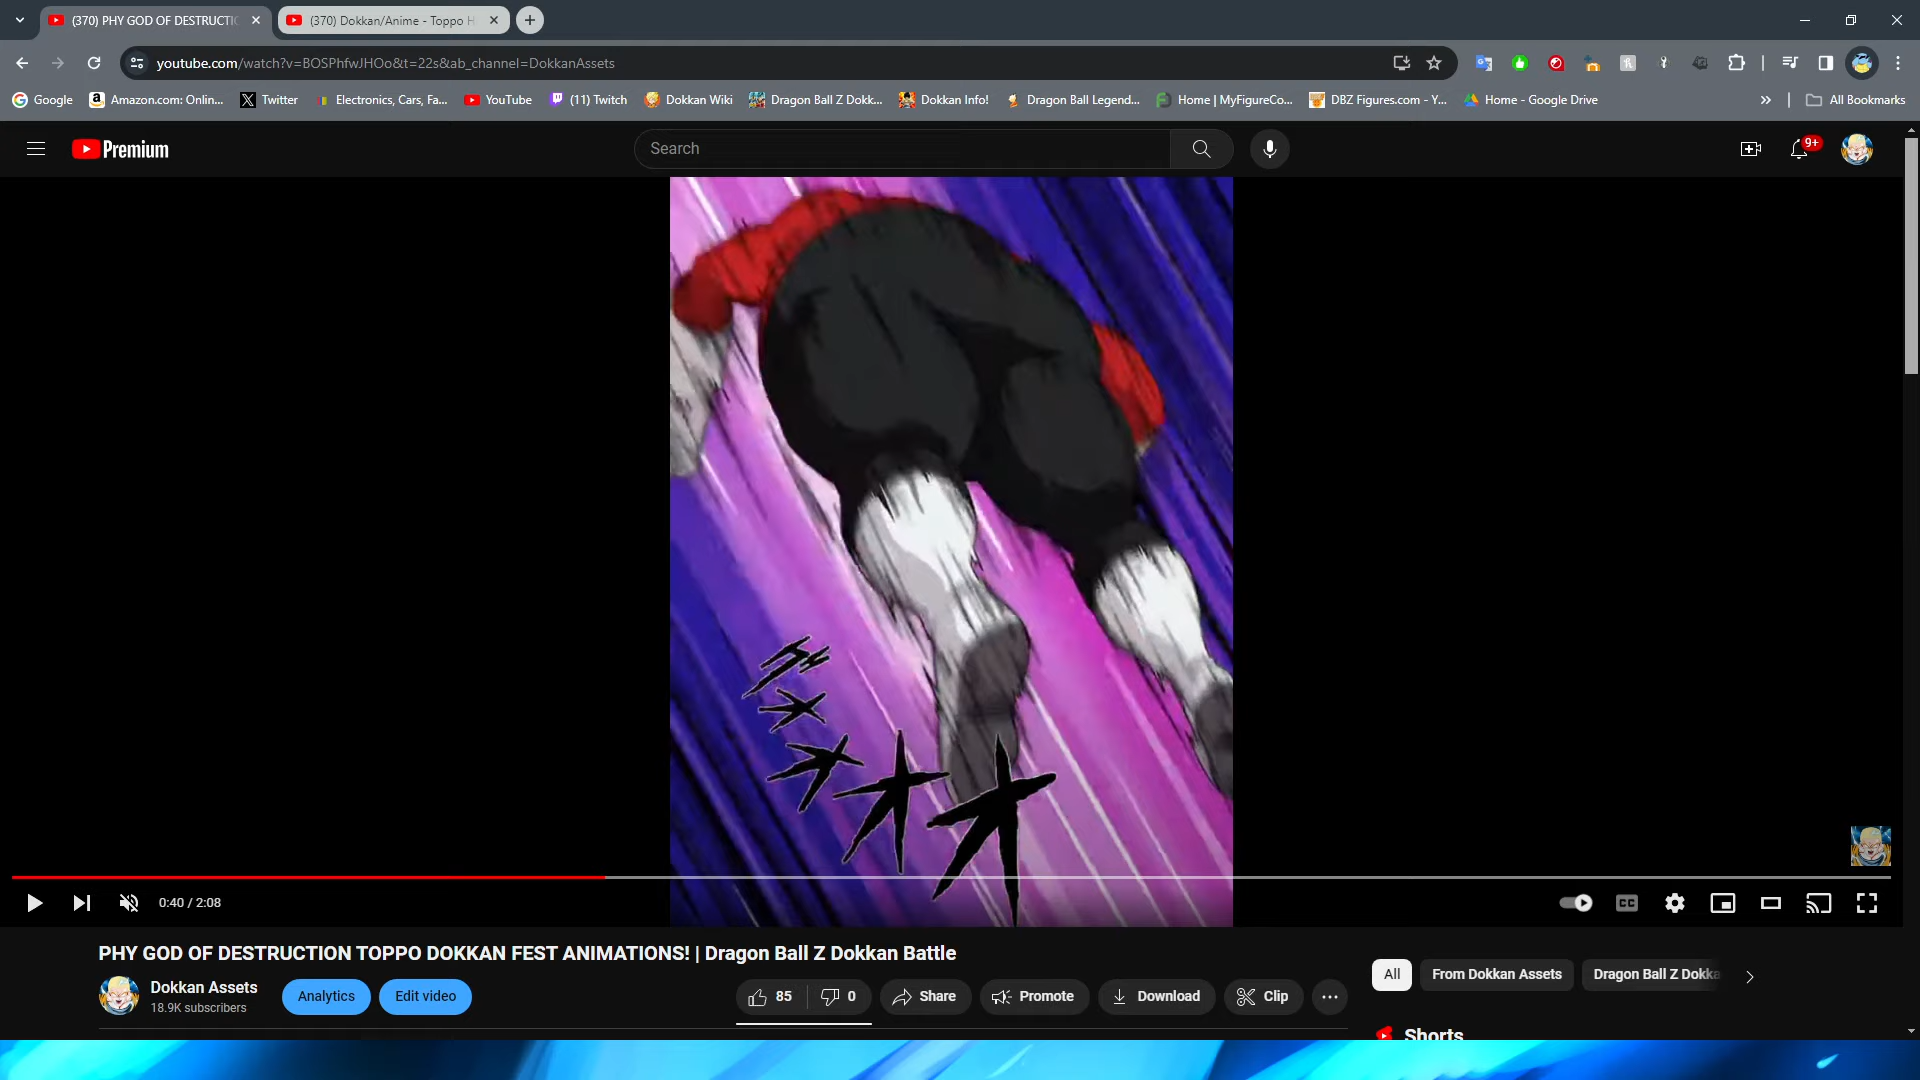 (370) PHY GOD OF DESTRUCTIO
(370) Dokkan/Anime - Toppo H
youtube.com/watch?v=BOSPhfwJHOo&t=22s&ab_channel=DokkanAssets
Google
Amazon.com: Onlin...
Twitter
Electronics, Cars, Fa...
YouTube
(11) Twitch
Dokkan Wiki
Dragon Ball Z Dokk...
Dokkan Info!
Dragon Ball Legend...
Home | MyFigureCo...
DBZ Figures.com - Y...
Home - Google Drive
All Bookmarks
Premium
Search
9+
オオ
0:40 / 2:08
CC
PHY GOD OF DESTRUCTION TOPPO DOKKAN FEST ANIMATIONS! | Dragon Ball Z Dokkan Battle
Dokkan Assets
18.9K subscribers
Analytics
Edit video
85
0
Share
Promote
Download
Clip
All
From Dokkan Assets
Dragon Ball Z Dokka
Shorts